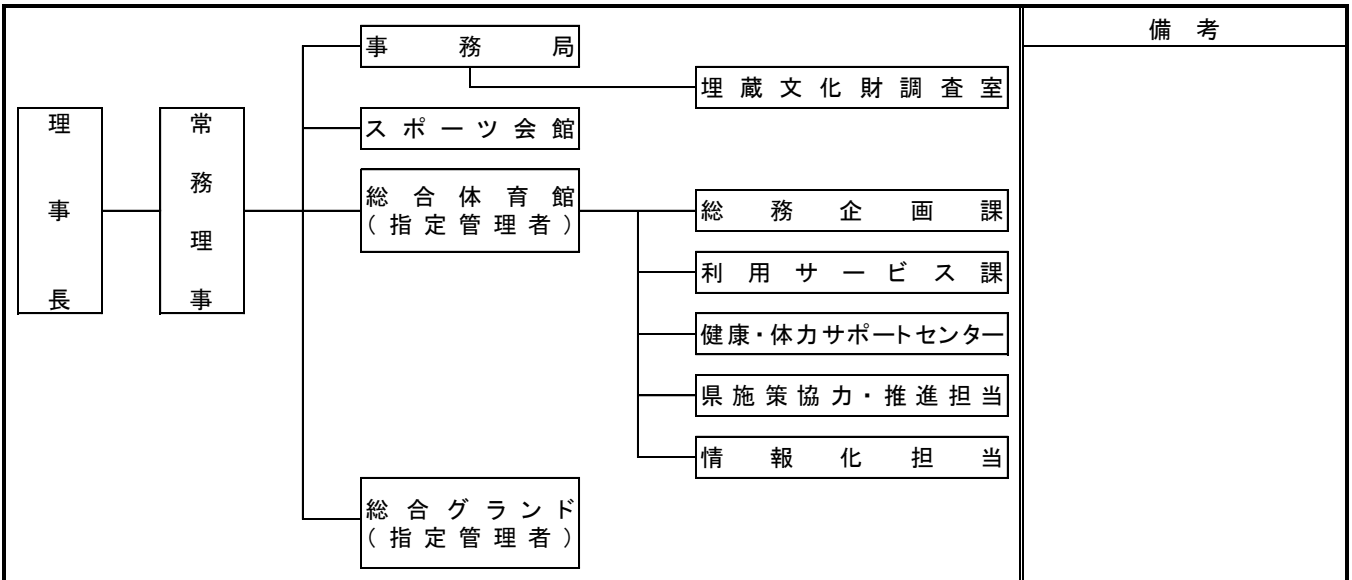 備考
事務局
埋蔵文化財調査室
理事長
常務理事
スポーツ会館
総合体育館
(指定管理者)
総務企画課
利用サービス課
健康・体力サポートセンター
県施策協力・推進担当
情報化担当
総合グランド
(指定管理者)